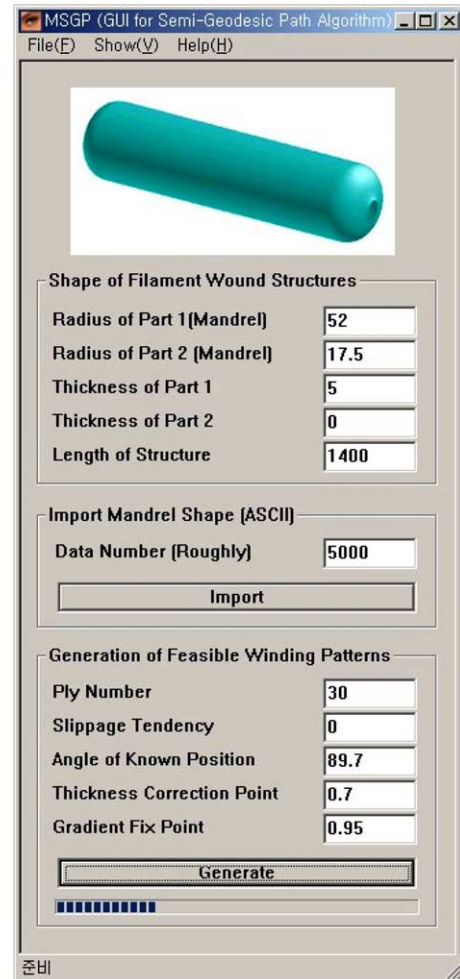 MSGP (GUI for Semi-Geodesic Path Algorithm)
File(F) Show(V) Help(H)
Shape of Filament Wound Structures
Radius of Part 1(Mandrel) 52
Radius of Part 2 (Mandrel) 17.5
Thickness of Part 1 5
Thickness of Part 2 0
Length of Structure 1400
Import Mandrel Shape (ASCII)
Data Number (Roughly) 5000
Import
Generation of Feasible Winding Patterns
Ply Number 30
Slippage Tendency 0
Angle of Known Position 89.7
Thickness Correction Point 0.7
Gradient Fix Point 0.95
Generate
준비